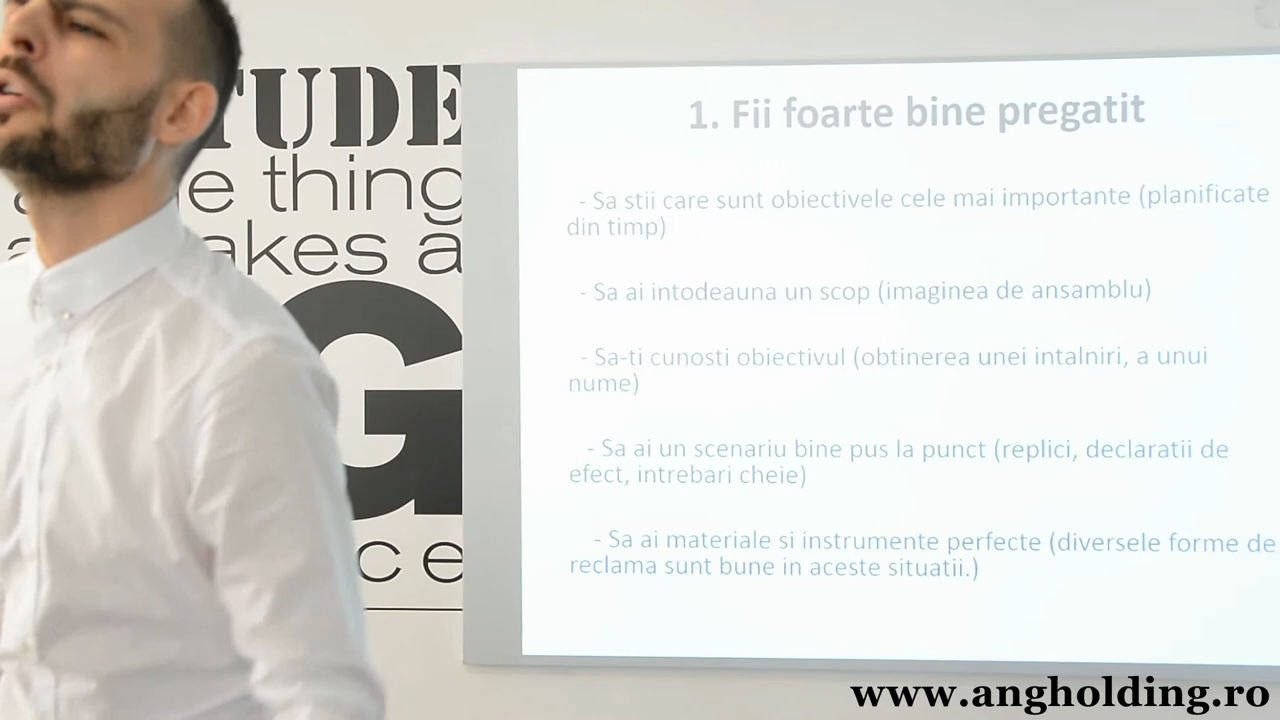 TUDE
e thing
akes a
G
ce
1. Fii foarte bine pregatit
- Sa stii care sunt obiectivele cele mai importante (planificate
din timp)
- Sa ai intodeauna un scop (imaginea de ansamblu)
- Sa-ti cunosti obiectivul (obtinerea unei intalniri, a unui
nume)
- Sa ai un scenariu bine pus la punct (replici, declaratii de
efect, intrebari cheie)
- Sa ai materiale si instrumente perfecte (diversele forme de
reclama sunt bune in aceste situatii.)
www.angholding.ro